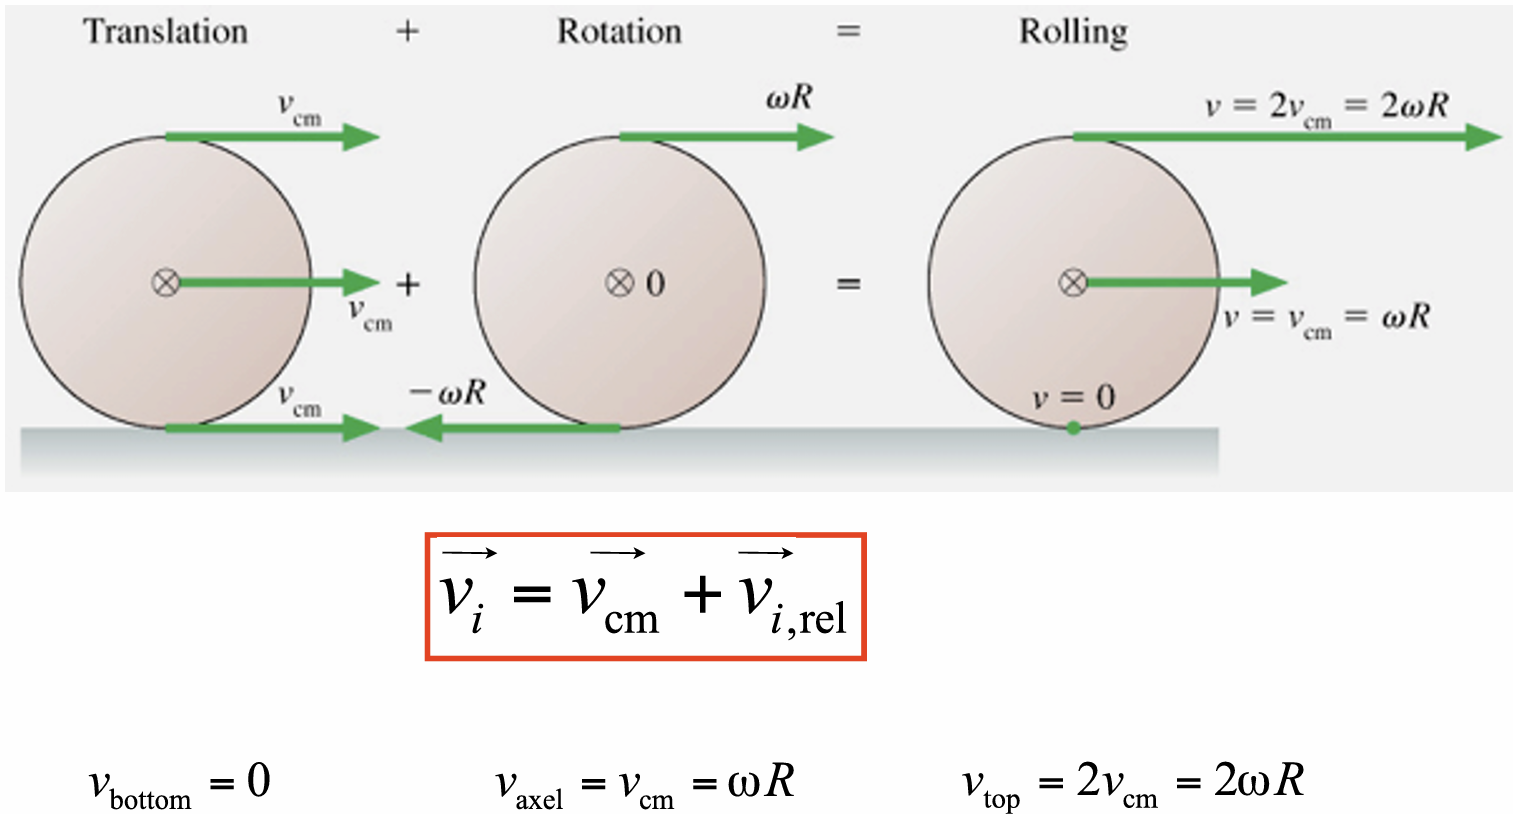 Translation + Rotation = Rolling
v_cm ωR v = 2v_cm = 2ωR
v_cm + 0 = v = v_cm = ωR
v_cm −ωR v = 0
v_i = v_cm + v_i,rel
v_bottom = 0 v_axel = v_cm = ωR v_top = 2v_cm = 2ωR